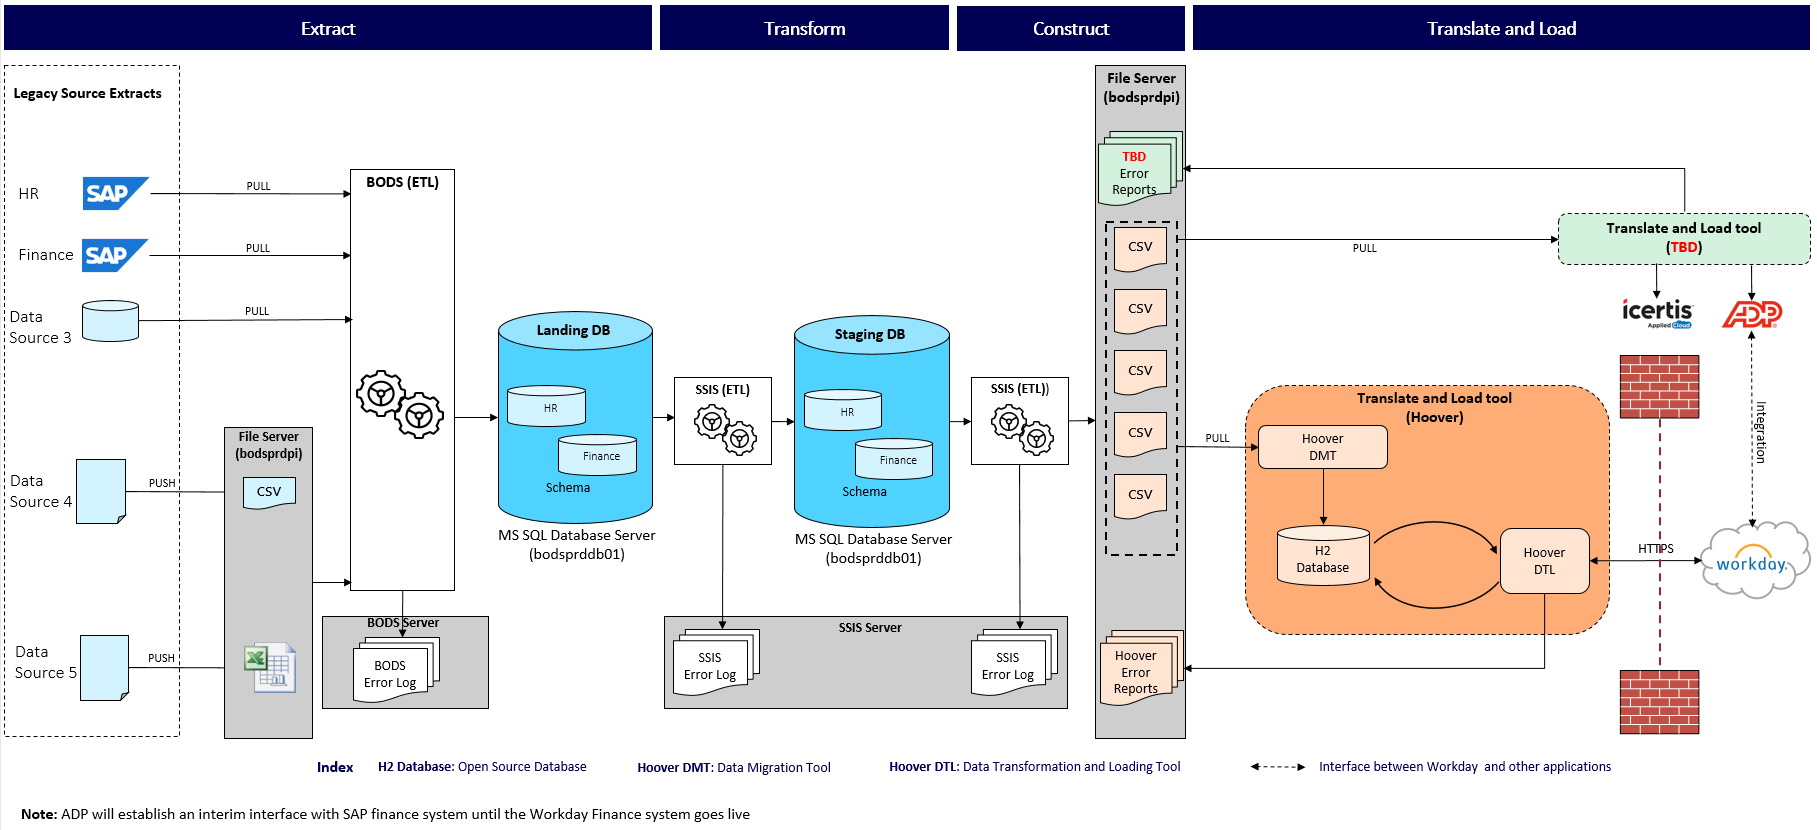 Extract
Transform
Construct
Translate and Load
Legacy Source Extracts
HR
SAP
PULL
Finance
SAP
PULL
Data
Source 3
PULL
Data
Source 4
PUSH
Data
Source 5
PUSH
File Server
(bodsprdpi)
CSV
BODS (ETL)
BODS Server
BODS
Error Log
Landing DB
HR
Finance
Schema
MS SQL Database Server
(bodsprddb01)
SSIS (ETL)
Staging DB
HR
Finance
Schema
MS SQL Database Server
(bodsprddb01)
SSIS (ETL))
SSIS Server
SSIS
Error Log
SSIS
Error Log
File Server
(bodsprdpi)
TBD
Error
Reports
CSV
CSV
CSV
CSV
CSV
Hoover
Error
Reports
PULL
Translate and Load tool
(TBD)
icertis
Applied Cloud
ADP
Integration
PULL
Translate and Load tool
(Hoover)
Hoover
DMT
H2
Database
Hoover
DTL
HTTPS
workday.
Index
H2 Database: Open Source Database
Hoover DMT: Data Migration Tool
Hoover DTL: Data Transformation and Loading Tool
Interface between Workday and other applications
Note: ADP will establish an interim interface with SAP finance system until the Workday Finance system goes live